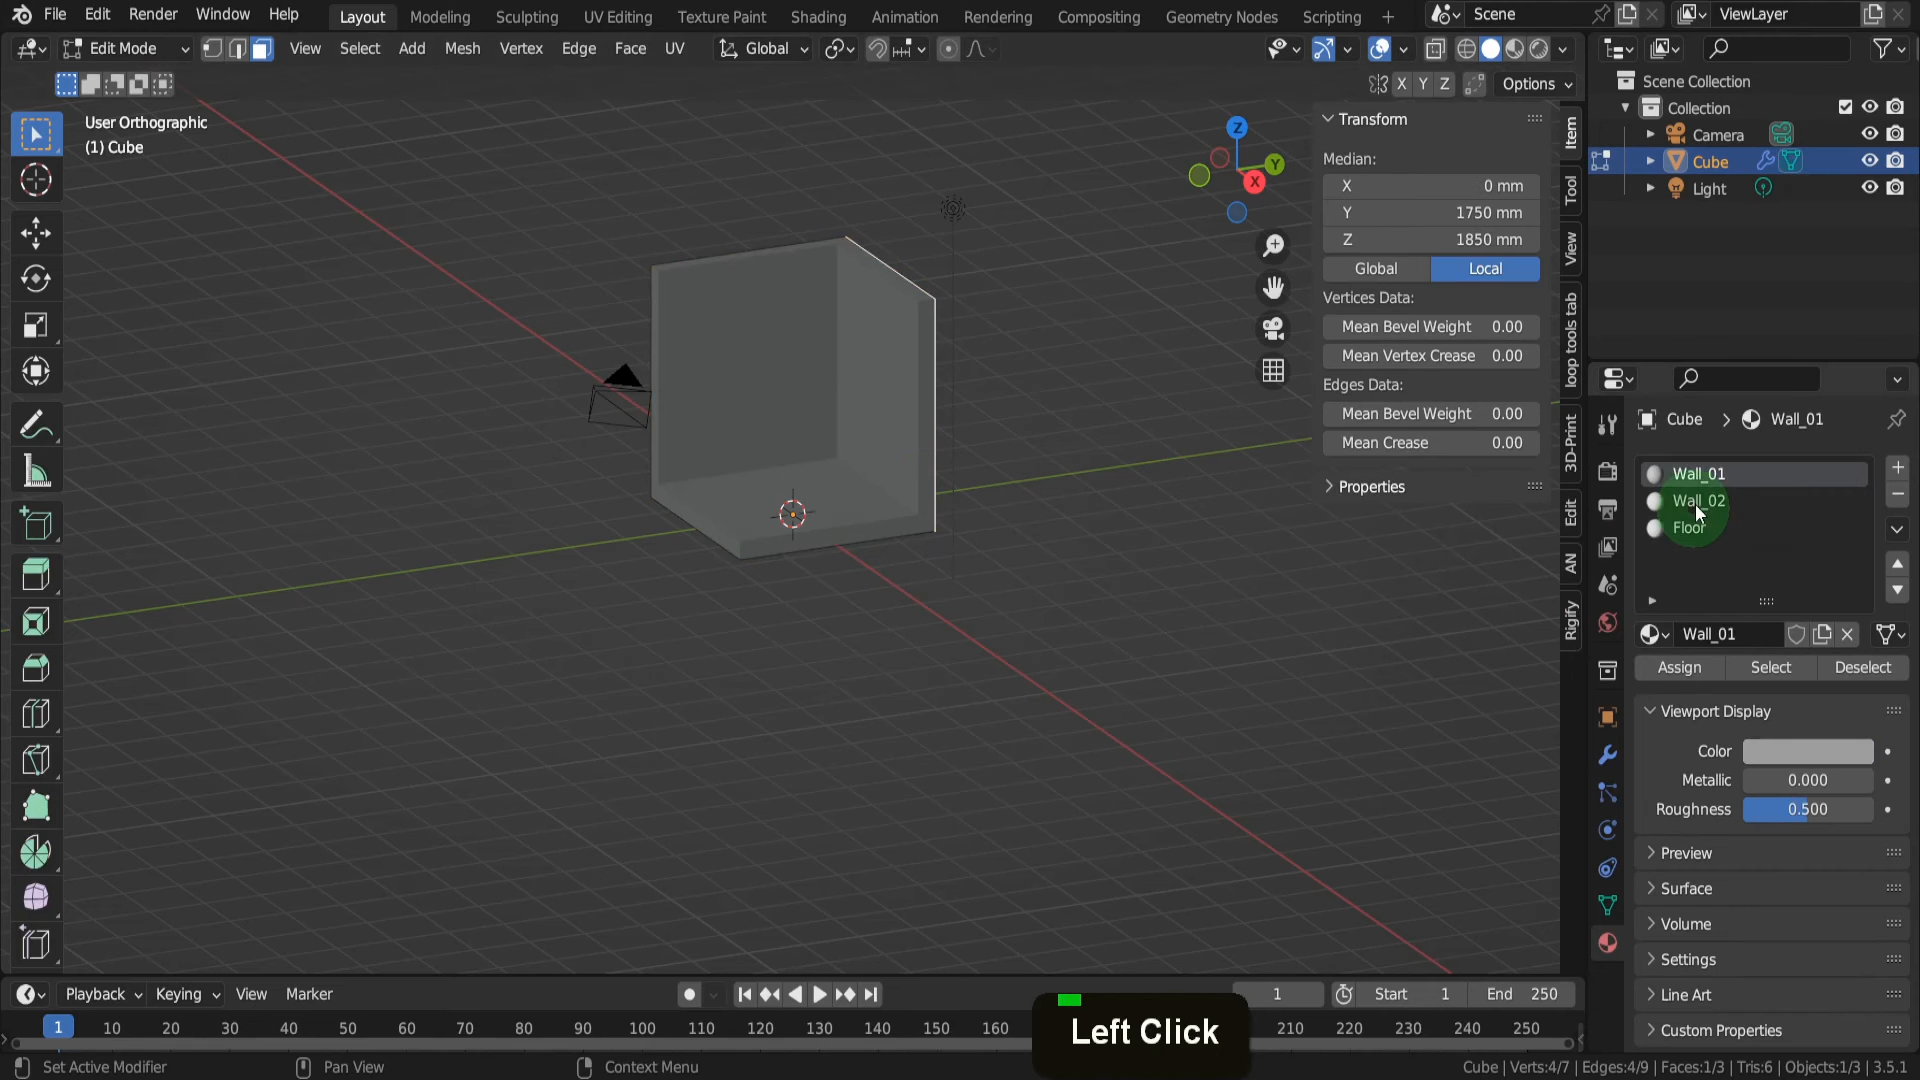 File Edit Render Window Help Layout Modeling Sculpting UV Editing Texture Paint Shading Animation Rendering Compositing Geometry Nodes Scripting + Scene ViewLayer
Edit Mode View Select Add Mesh Vertex Edge Face UV Global
X Y Z Options
User Orthographic
(1) Cube
Z
Y
X
Transform
Median:
X 0 mm
Y 1750 mm
Z 1850 mm
Global Local
Vertices Data:
Mean Bevel Weight 0.00
Mean Vertex Crease 0.00
Edges Data:
Mean Bevel Weight 0.00
Mean Crease 0.00
Properties
Item
Tool
View
loop tools tab
3D-Print
Edit
AN
Rigify
Scene Collection
Collection
Camera
Cube
Light
Cube > Wall_01
Wall_01
Wall_02
Floor
Wall_01
Assign Select Deselect
Viewport Display
Color
Metallic 0.000
Roughness 0.500
Preview
Surface
Volume
Settings
Line Art
Custom Properties
Playback Keying View Marker 1 Start 1 End 250
1 10 20 30 40 50 60 70 80 90 100 110 120 130 140 150 160 210 220 230 240 250
Left Click
Set Active Modifier Pan View Context Menu Cube | Verts:4/7 | Edges:4/9 | Faces:1/3 | Tris:6 | Objects:1/3 | 3.5.1